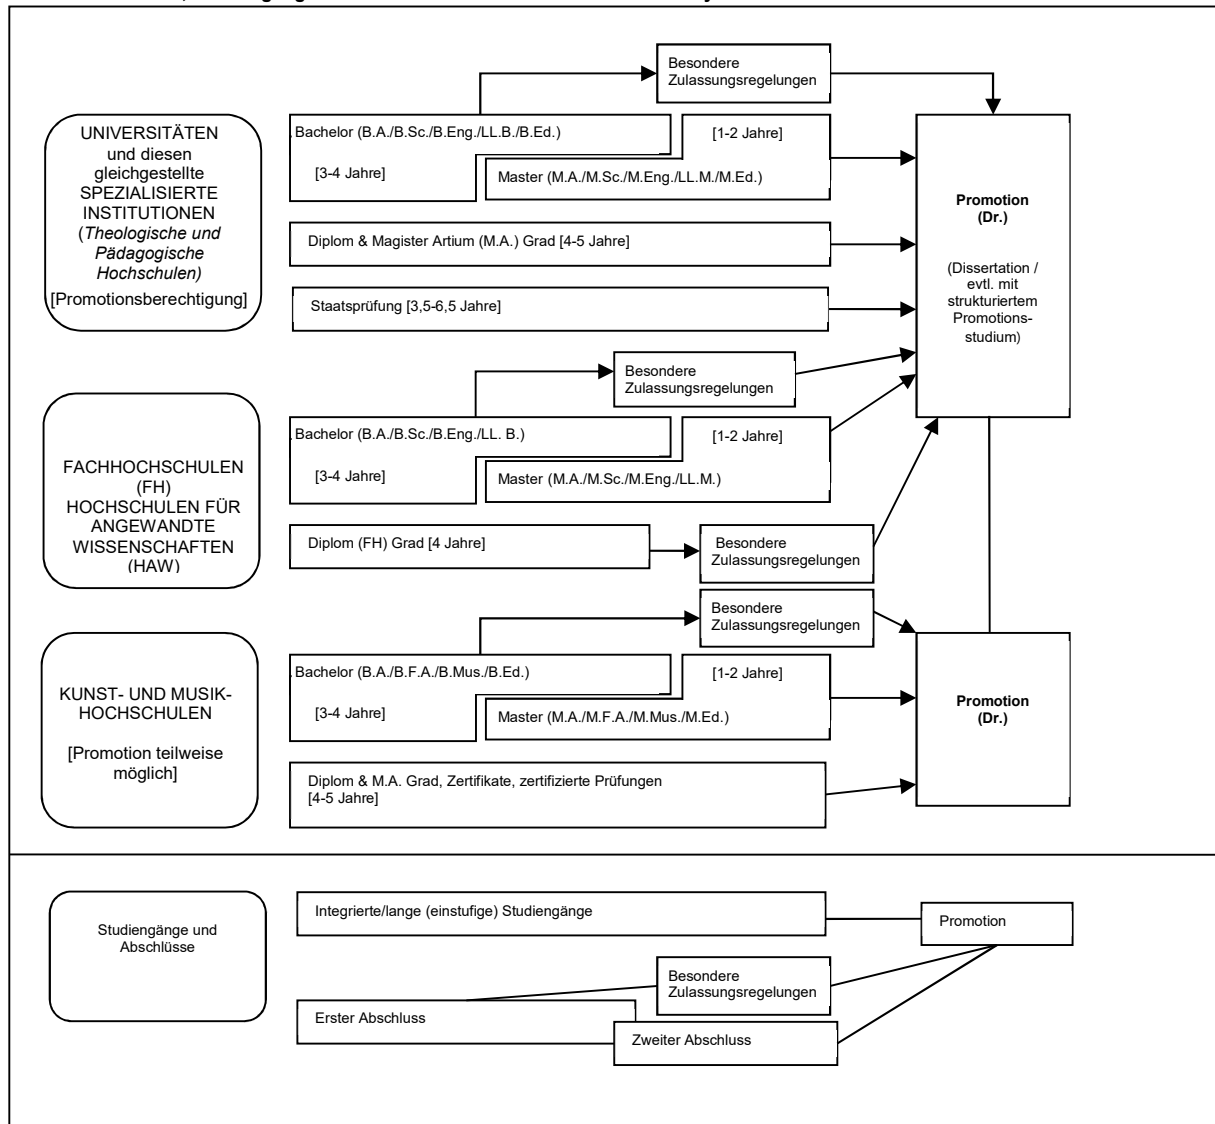 Besondere
Zulassungsregelungen
UNIVERSITÄTEN
und diesen
gleichgestellte
SPEZIALISIERTE
INSTITUTIONEN
(Theologische und
Pädagogische
Hochschulen)
[Promotionsberechtigung]
Bachelor (B.A./B.Sc./B.Eng./LL.B./B.Ed.)
[3-4 Jahre]
[1-2 Jahre]
Master (M.A./M.Sc./M.Eng./LL.M./M.Ed.)
Diplom & Magister Artium (M.A.) Grad [4-5 Jahre]
Staatsprüfung [3,5-6,5 Jahre]
Promotion
(Dr.)
(Dissertation /
evtl. mit
strukturiertem
Promotions-
studium)
FACHHOCHSCHULEN
(FH)
HOCHSCHULEN FÜR
ANGEWANDTE
WISSENSCHAFTEN
(HAW)
Besondere
Zulassungsregelungen
Bachelor (B.A./B.Sc./B.Eng./LL. B.)
[3-4 Jahre]
[1-2 Jahre]
Master (M.A./M.Sc./M.Eng./LL.M.)
Diplom (FH) Grad [4 Jahre]
Besondere
Zulassungsregelungen
KUNST- UND MUSIK-
HOCHSCHULEN
[Promotion teilweise
möglich]
Besondere
Zulassungsregelungen
Bachelor (B.A./B.F.A./B.Mus./B.Ed.)
[3-4 Jahre]
[1-2 Jahre]
Master (M.A./M.F.A./M.Mus./M.Ed.)
Diplom & M.A. Grad, Zertifikate, zertifizierte Prüfungen
[4-5 Jahre]
Promotion
(Dr.)
Studiengänge und
Abschlüsse
Integrierte/lange (einstufige) Studiengänge
Promotion
Besondere
Zulassungsregelungen
Erster Abschluss
Zweiter Abschluss